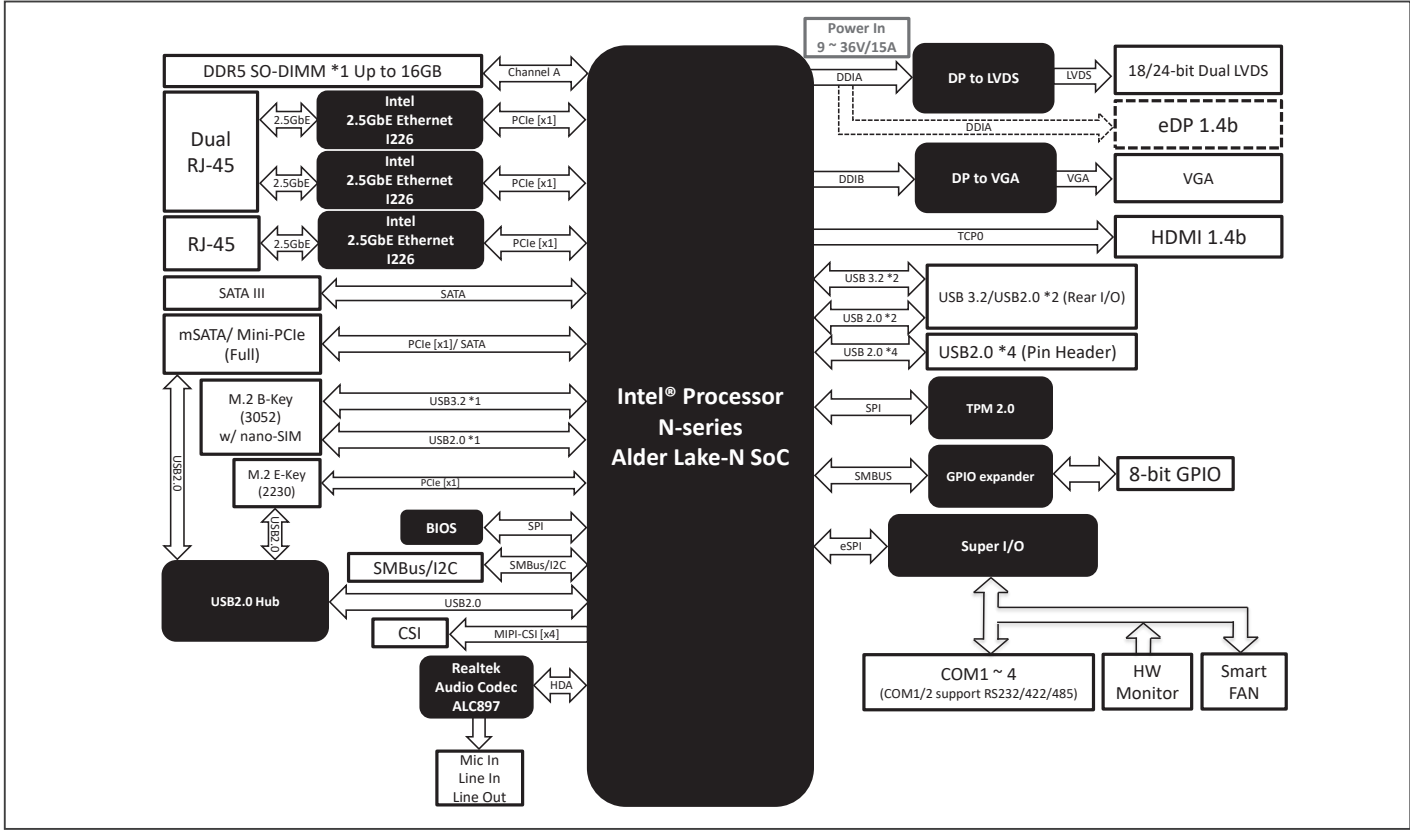 Power In
9 ~ 36V/15A
DDR5 SO-DIMM *1 Up to 16GB
Channel A
Dual
RJ-45
2.5GbE
Intel
2.5GbE Ethernet
I226
PCIe [x1]
2.5GbE
Intel
2.5GbE Ethernet
I226
PCIe [x1]
RJ-45
2.5GbE
Intel
2.5GbE Ethernet
I226
PCIe [x1]
SATA III
SATA
mSATA/ Mini-PCIe
(Full)
PCIe [x1]/ SATA
M.2 B-Key
(3052)
w/ nano-SIM
USB3.2 *1
USB2.0 *1
USB2.0
M.2 E-Key
(2230)
PCIe [x1]
USB2.0
BIOS
SPI
SMBus/I2C
SMBus/I2C
USB2.0 Hub
USB2.0
CSI
MIPI-CSI [x4]
Realtek
Audio Codec
ALC897
HDA
Mic In
Line In
Line Out
Intel® Processor
N-series
Alder Lake-N SoC
DDIA
DP to LVDS
LVDS
18/24-bit Dual LVDS
DDIA
eDP 1.4b
DDIB
DP to VGA
VGA
VGA
TCP0
HDMI 1.4b
USB 3.2 *2
USB 2.0 *2
USB 3.2/USB2.0 *2 (Rear I/O)
USB 2.0 *4
USB2.0 *4 (Pin Header)
SPI
TPM 2.0
SMBUS
GPIO expander
8-bit GPIO
eSPI
Super I/O
COM1 ~ 4
(COM1/2 support RS232/422/485)
HW
Monitor
Smart
FAN